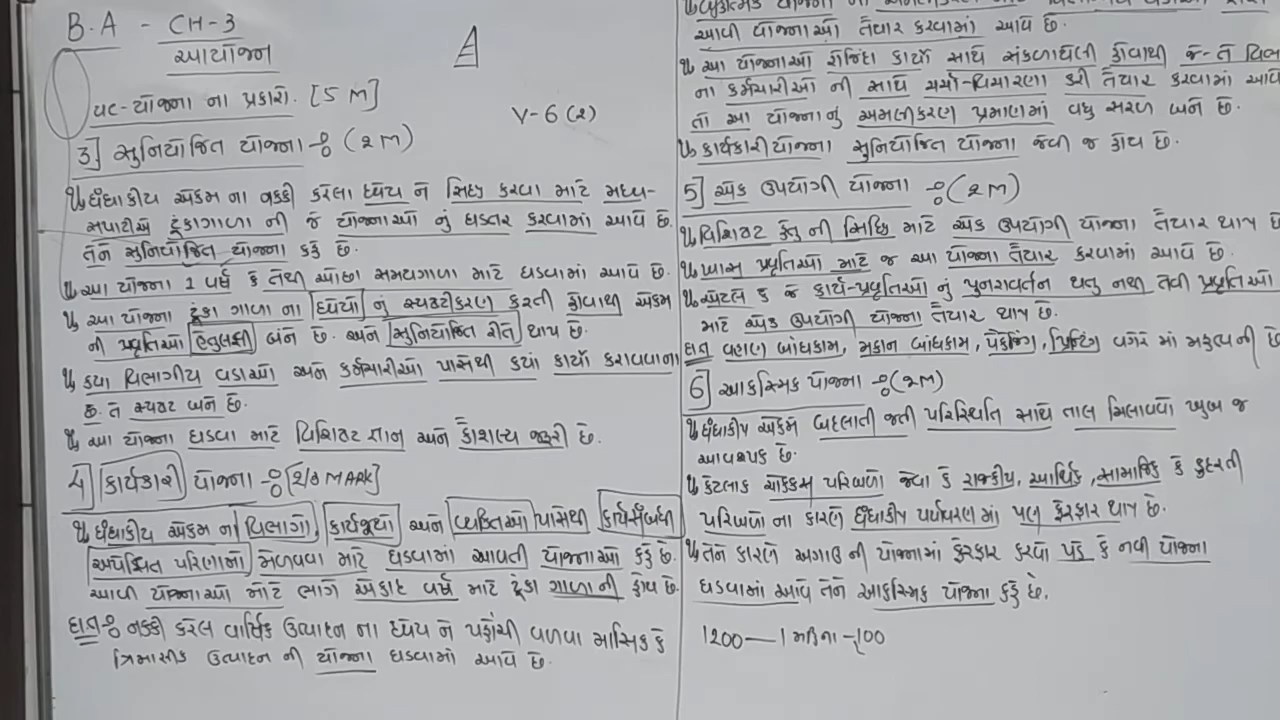 B.A - CH-3
આયોજન
A
૫ટ-યોજના ના પ્રકારો. [5 M]
V-6(2)
3] સુનિયોજિત યોજના :- (2M)
ધંધાકીય એકમ ના નક્કી કરેલા ધ્યેય ને સિધ્ધ કરવા માટે મધ્ય-
સપાટીએ ટૂંકાગાળા ની જે યોજનાઓ નું ઘડતર કરવામાં આવે છે.
તેને સુનિયોજિત યોજના કહે છે.
આ યોજના 1 વર્ષ કે તેથી ઓછા સમયગાળા માટે ઘડવામાં આવે છે.
આ યોજના ટૂંકા ગાળા ના ધ્યેયો નું સ્પષ્ટીકરણ કરતી હોવાથી એકમ
ની પ્રવૃતિઓ હેતુલક્ષી બને છે. અને સુનિયોજિત રીતે થાય છે.
કયા વિભાગીય વડાઓ અને કર્મચારીઓ પાસેથી કયાં કાર્યો કરાવવાના
છે. તે સ્પષ્ટ બને છે.
આ યોજના ઘડવા માટે વિશિષ્ટ જ્ઞાન અને કૌશલ્ય જરૂરી છે.
4] કાર્યકારી યોજના :- [2/3 MARK]
ધંધાકીય એકમ ના વિભાગો, કાર્યજૂથો અને વ્યક્તિઓ પાસેથી કાર્યસંબંધી
અપેક્ષિત પરિણામો મેળવવા માટે ઘડવામાં આવતી યોજનાઓ કહે છે.
આવી યોજનાઓ મોટે ભાગે એકાદ વર્ષ માટે ટૂંકા ગાળાની હોય છે.
દા.ત. :- નક્કી કરેલ વાર્ષિક ઉત્પાદન ના ધ્યેય ને પહોંચી વળવા માસિક કે
ત્રિમાસીક ઉત્પાદન ની યોજના ઘડવામાં આવે છે.
આવી યોજનાઓ તૈયાર કરવામાં આવે છે.
આ યોજનાઓ રોજિંદા કાર્યો સાથે સંકળાયેલી હોવાથી જે-તે
ના કર્મચારીઓ ની સાથે ચર્ચા-વિચારણા કરી તૈયાર કરવામાં આવે
તો આ યોજનાનું અમલીકરણ પ્રમાણમાં વધુ સરળ બને છે.
કાર્યકારી યોજના સુનિયોજિત યોજના જેવી જ હોય છે.
5] એક ઉપયોગી યોજના :- (2M)
વિશિષ્ટ હેતુ ની સિધ્ધિ માટે એક ઉપયોગી યોજના તૈયાર થાય છે
ખાસ પ્રવૃતિઓ માટે જ આ યોજના તૈયાર કરવામાં આવે છે.
એટલે કે જે કાર્ય-પ્રવૃતિઓ નું પુનરાવર્તન થતુ નથી તેવી પ્રવૃતિઓ
માટે એક ઉપયોગી યોજના તૈયાર થાય છે.
દા.ત. વહાણ બાંધકામ, મકાન બાંધકામ, પેકેજિંગ, પ્રિન્ટિંગ વગેરે માં મહત્વની છે
6] આકસ્મિક યોજના :- (2M)
ધંધાકીય એકમે બદલાતી જતી પરિસ્થિતિ સાથે તાલ મિલાવવો ખુબ જ
આવશ્યક છે.
કેટલાક ચોક્કસ પરિબળો જેવા કે રાજકીય, આર્થિક, સામાજિક કે કુદરતી
પરિબળો ના કારણે ધંધાકીય પર્યાવરણ માં પણ ફેરફાર થાય છે.
તેને કારણે અગાઉ ની યોજનામાં ફેરફાર કરવો પડે કે નવી યોજના
ઘડવામાં આવે તેને આકસ્મિક યોજના કહે છે.
1200 — 1 મહિના - 100